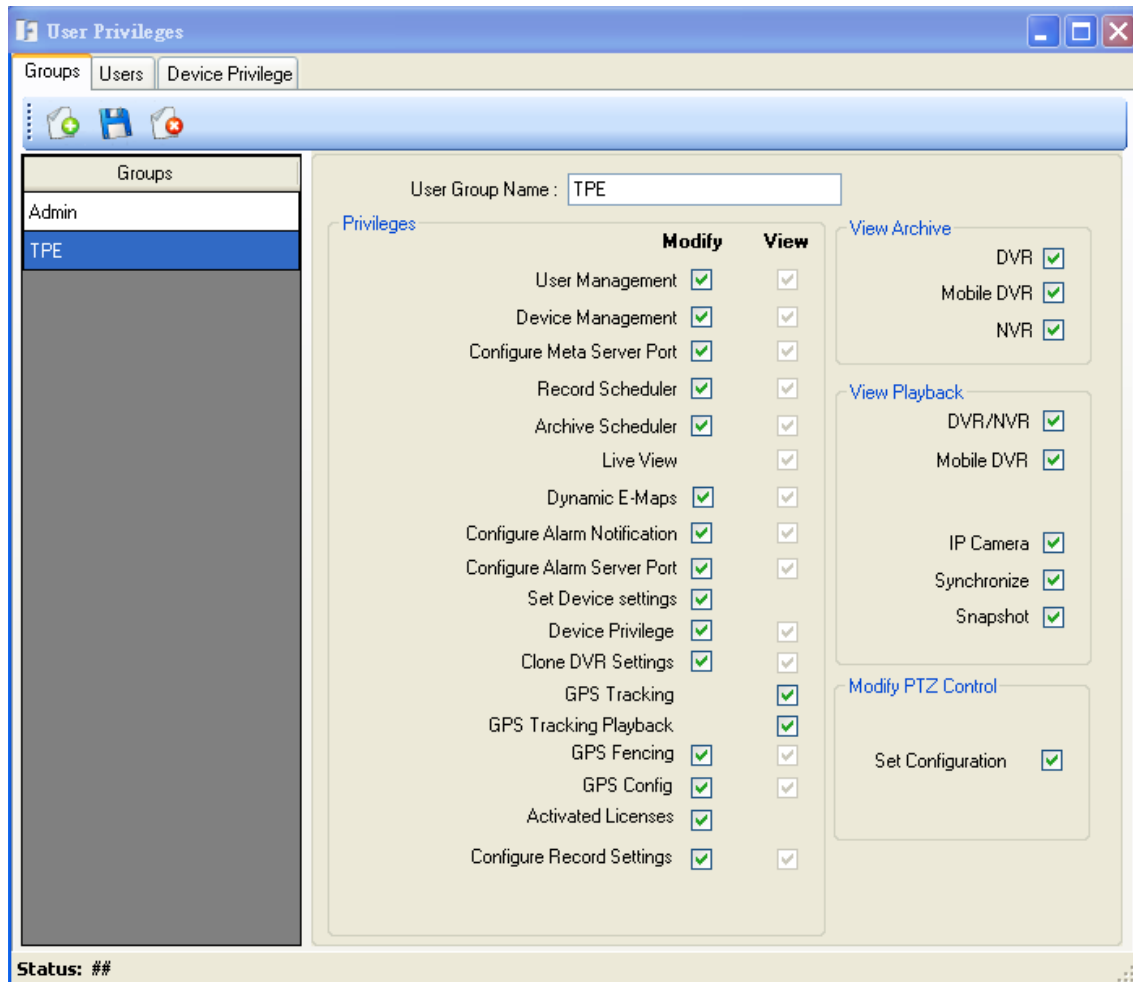 User Privileges
Groups Users Device Privilege
Groups
Admin
TPE
User Group Name : TPE
Privileges
Modify View
User Management
Device Management
Configure Meta Server Port
Record Scheduler
Archive Scheduler
Live View
Dynamic E-Maps
Configure Alarm Notification
Configure Alarm Server Port
Set Device settings
Device Privilege
Clone DVR Settings
GPS Tracking
GPS Tracking Playback
GPS Fencing
GPS Config
Activated Licenses
Configure Record Settings
View Archive
DVR
Mobile DVR
NVR
View Playback
DVR/NVR
Mobile DVR
IP Camera
Synchronize
Snapshot
Modify PTZ Control
Set Configuration
Status: ##